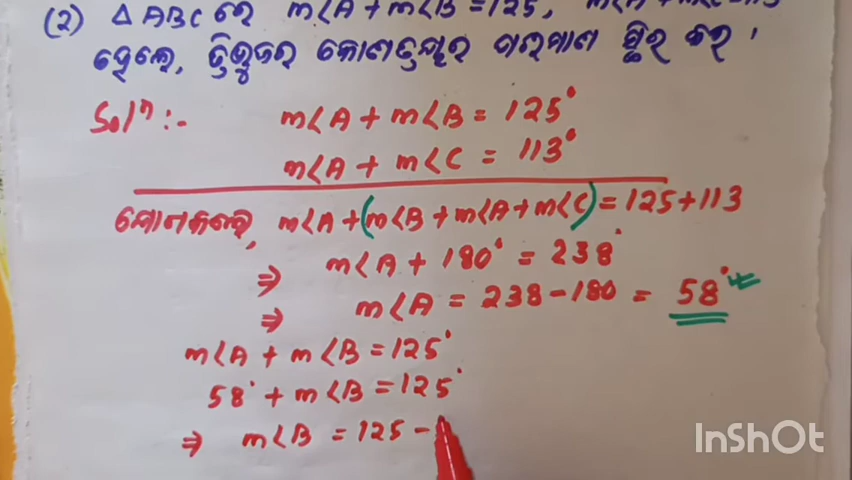 (2) △ABC ରେ m∠A + m∠B = 125,
ହେଲେ, ତ୍ରିଭୁଜର କୋଣତ୍ରୟର ପରିମାଣ ସ୍ଥିର କର ।
Solⁿ :- m∠A + m∠B = 125°
m∠A + m∠C = 113°
ଯୋଗକଲେ, m∠A + (m∠B + m∠A + m∠C) = 125 + 113
⇒ m∠A + 180° = 238°
⇒ m∠A = 238 - 180 = 58°
m∠A + m∠B = 125°
58° + m∠B = 125°
⇒ m∠B = 125 -
InShOt